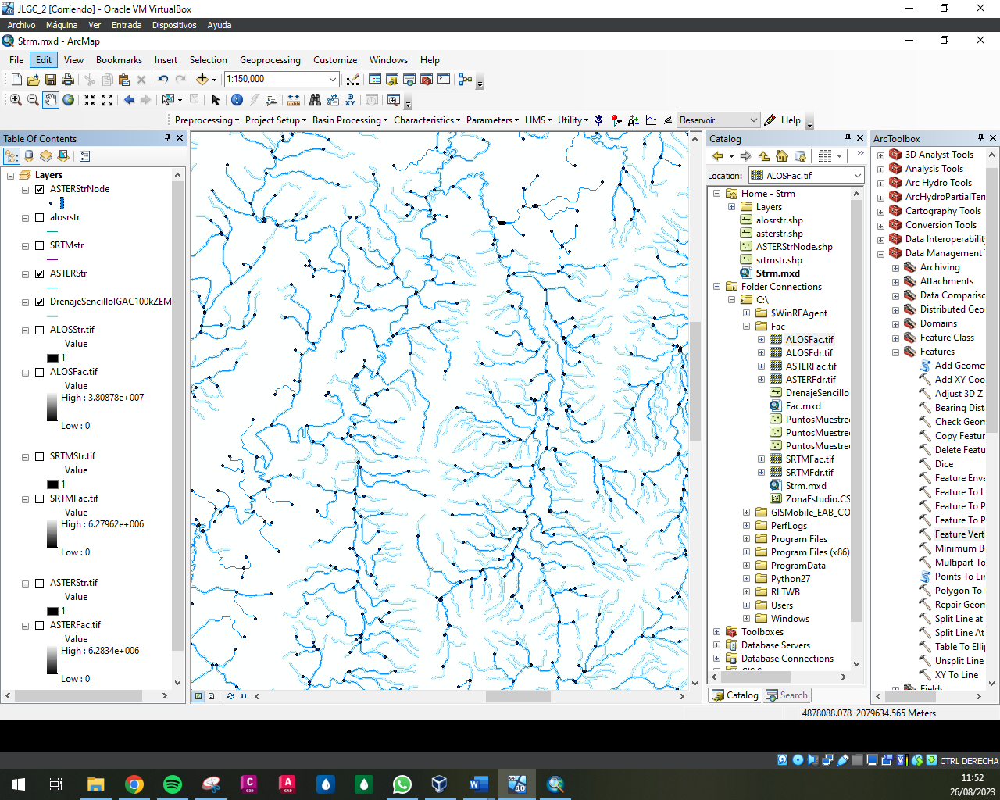 JLGC_2 [Corriendo] - Oracle VM VirtualBox
Archivo Máquina Ver Entrada Dispositivos Ayuda
Strm.mxd - ArcMap
File Edit View Bookmarks Insert Selection Geoprocessing Customize Windows Help
1:150,000
Preprocessing Project Setup Basin Processing Characteristics Parameters HMS Utility Reservoir Help
Table Of Contents
Layers
ASTERStrNode
alosrstr
SRTMstr
ASTERStr
DrenajeSencilloIGAC100kZEM
ALOSStr.tif
Value
1
ALOSFac.tif
Value
High : 3.80878e+007
Low : 0
SRTMStr.tif
Value
1
SRTMFac.tif
Value
High : 6.27962e+006
Low : 0
ASTERStr.tif
Value
1
ASTERFac.tif
Value
High : 6.2834e+006
Low : 0
Catalog
Location: ALOSFac.tif
Home - Strm
Layers
alosrstr.shp
asterstr.shp
ASTERStrNode.shp
srtmstr.shp
Strm.mxd
Folder Connections
C:\
$WinREAgent
Fac
ALOSFac.tif
ALOSFdr.tif
ASTERFac.tif
ASTERFdr.tif
DrenajeSencillo
Fac.mxd
PuntosMuestre
PuntosMuestre
PuntosMuestre
SRTMFac.tif
SRTMFdr.tif
Strm.mxd
ZonaEstudio.CS
GISMobile_EAB_CO
PerfLogs
Program Files
Program Files (x86)
ProgramData
Python27
RLTWB
Users
Windows
Toolboxes
Database Servers
Database Connections
Catalog Search
ArcToolbox
3D Analyst Tools
Analysis Tools
Arc Hydro Tools
ArcHydroPartialTerr
Cartography Tools
Conversion Tools
Data Interoperability
Data Management
Archiving
Attachments
Data Comparisc
Distributed Geo
Domains
Feature Class
Features
Add Geome
Add XY Coo
Adjust 3D Z
Bearing Dist
Check Geom
Copy Featur
Delete Featu
Dice
Feature Enve
Feature To L
Feature To P
Feature To P
Feature Vert
Minimum B
Multipart To
Points To Lin
Polygon To
Repair Geom
Split Line at
Split Line At
Table To Elli
Unsplit Line
XY To Line
Fields
4878088.078 2079634.565 Meters
CTRL DERECHA
11:52
26/08/2023